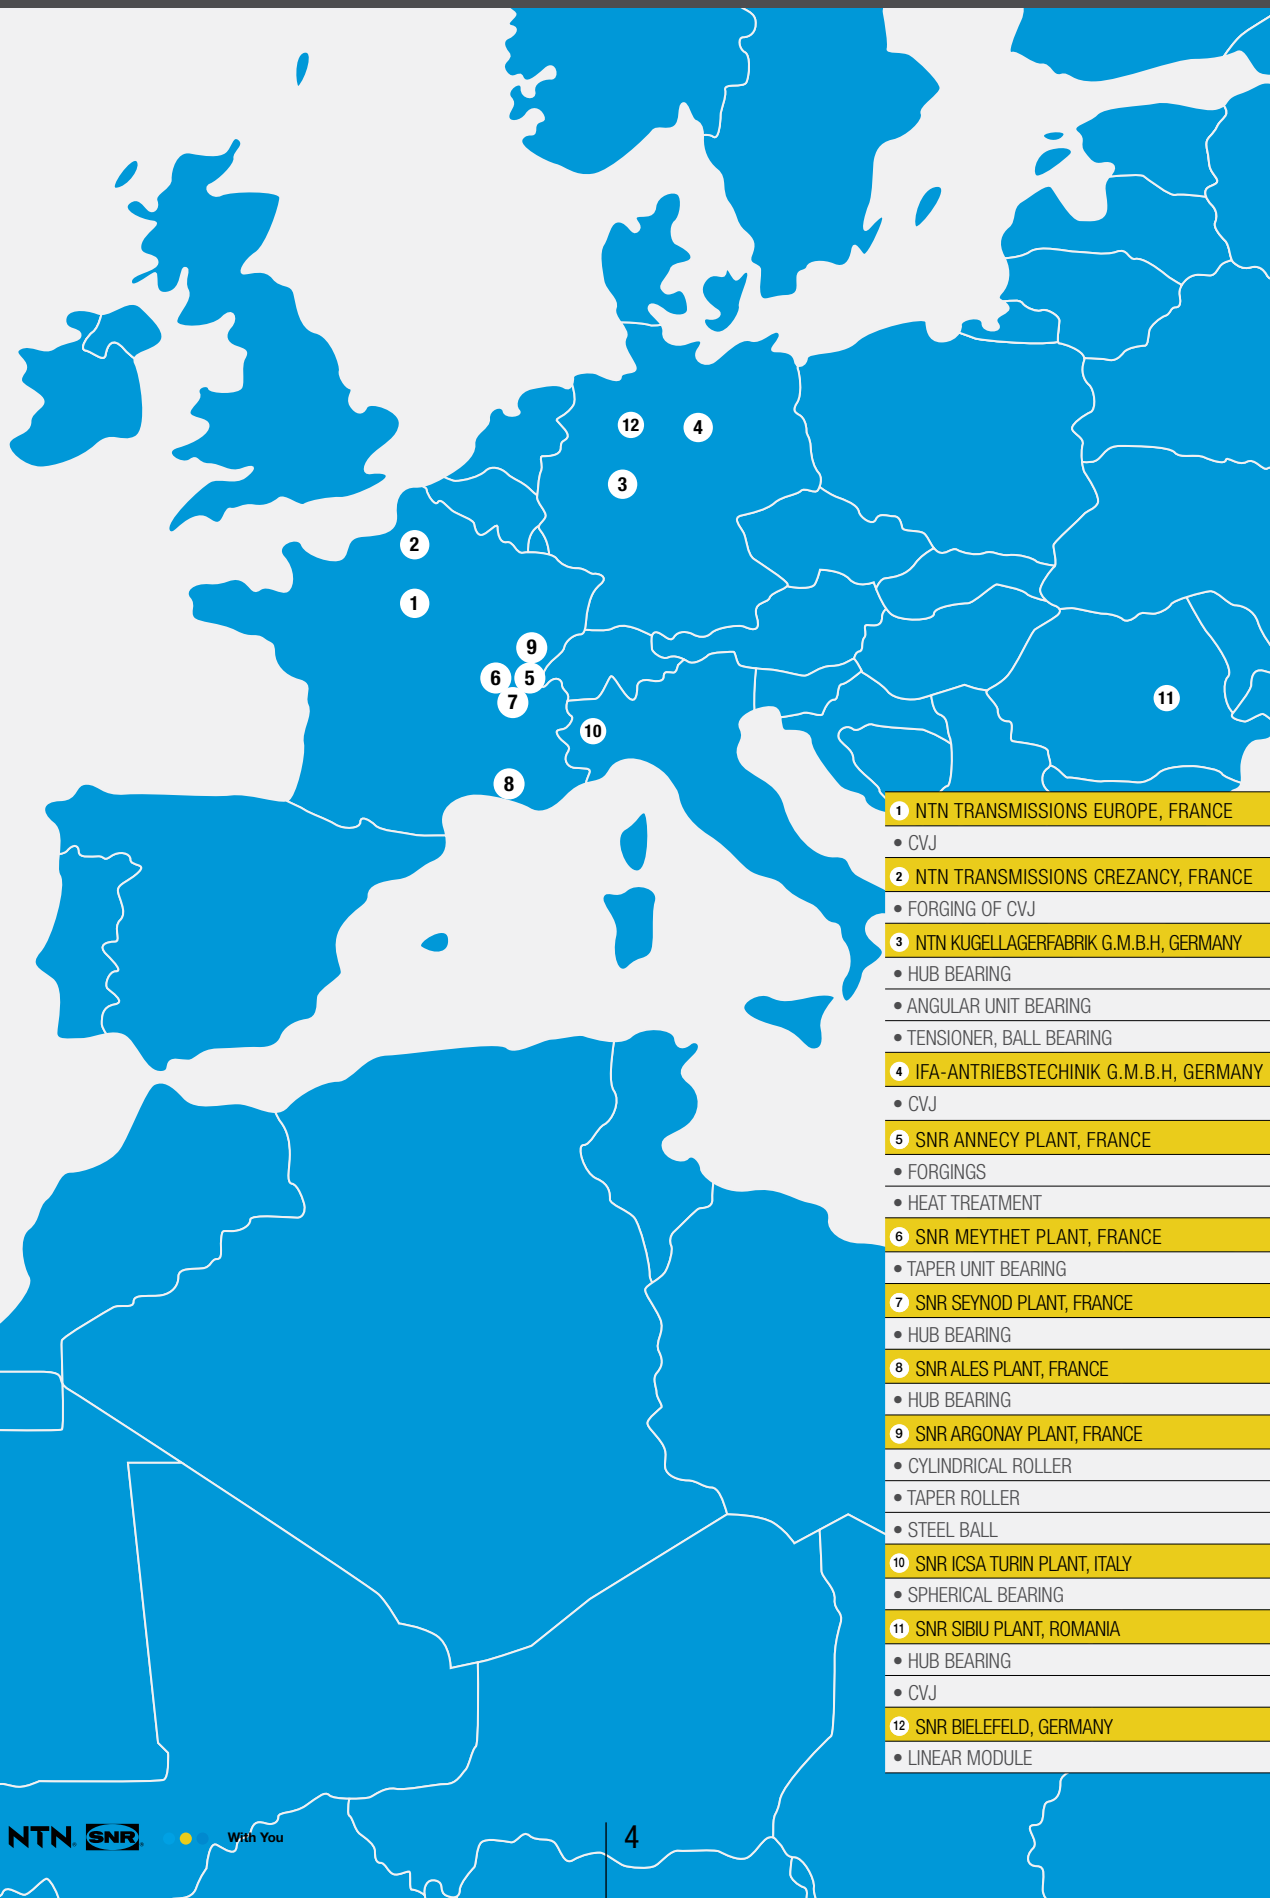 12
4
3
2
1
9
6
5
7
11
10
8
1 NTN TRANSMISSIONS EUROPE, FRANCE
• CVJ
2 NTN TRANSMISSIONS CREZANCY, FRANCE
• FORGING OF CVJ
3 NTN KUGELLAGERFABRIK G.M.B.H, GERMANY
• HUB BEARING
• ANGULAR UNIT BEARING
• TENSIONER, BALL BEARING
4 IFA-ANTRIEBSTECHINIK G.M.B.H, GERMANY
• CVJ
5 SNR ANNECY PLANT, FRANCE
• FORGINGS
• HEAT TREATMENT
6 SNR MEYTHET PLANT, FRANCE
• TAPER UNIT BEARING
7 SNR SEYNOD PLANT, FRANCE
• HUB BEARING
8 SNR ALES PLANT, FRANCE
• HUB BEARING
9 SNR ARGONAY PLANT, FRANCE
• CYLINDRICAL ROLLER
• TAPER ROLLER
• STEEL BALL
10 SNR ICSA TURIN PLANT, ITALY
• SPHERICAL BEARING
11 SNR SIBIU PLANT, ROMANIA
• HUB BEARING
• CVJ
12 SNR BIELEFELD, GERMANY
• LINEAR MODULE
NTN SNR With You 4